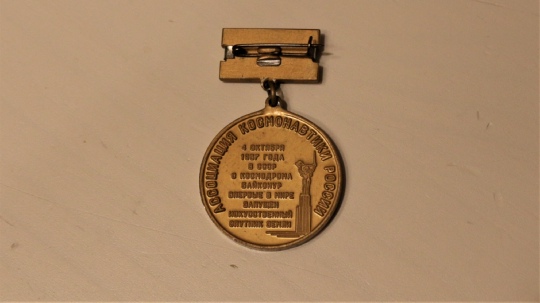 АССОЦИАЦИЯ КОСМОНАВТИКИ РОССИИ
4 ОКТЯБРЯ
1957 ГОДА
В СССР
С КОСМОДРОМА
БАЙКОНУР
ВПЕРВЫЕ В МИРЕ
ЗАПУЩЕН
ИСКУССТВЕННЫЙ
СПУТНИК ЗЕМЛИ